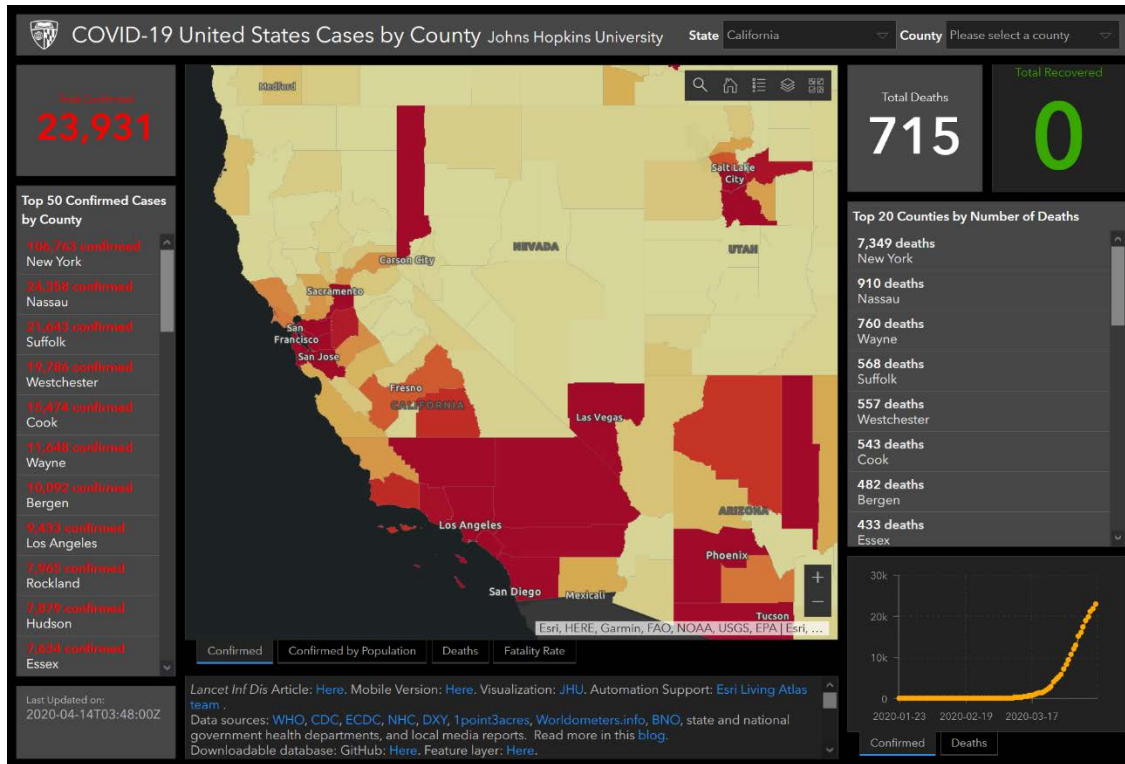 COVID-19 United States Cases by County Johns Hopkins University
State California
County Please select a county
Total Confirmed
23,931
Top 50 Confirmed Cases
by County
106,763 confirmed
New York
24,358 confirmed
Nassau
21,643 confirmed
Suffolk
19,786 confirmed
Westchester
15,474 confirmed
Cook
11,648 confirmed
Wayne
10,092 confirmed
Bergen
9,433 confirmed
Los Angeles
7,965 confirmed
Rockland
7,879 confirmed
Hudson
7,634 confirmed
Essex
Last Updated on:
2020-04-14T03:48:00Z
Medford
Salt Lake
City
NEVADA
UTAH
Carson City
Sacramento
San
Francisco
San Jose
Fresno
CALIFORNIA
Las Vegas
ARIZONA
Los Angeles
Phoenix
San Diego
Mexicali
Tucson
+
−
Esri, HERE, Garmin, FAO, NOAA, USGS, EPA | Esri, ...
Confirmed
Confirmed by Population
Deaths
Fatality Rate
Lancet Inf Dis Article: Here. Mobile Version: Here. Visualization: JHU. Automation Support: Esri Living Atlas
team .
Data sources: WHO, CDC, ECDC, NHC, DXY, 1point3acres, Worldometers.info, BNO, state and national
government health departments, and local media reports. Read more in this blog.
Downloadable database: GitHub: Here. Feature layer: Here.
Total Deaths
715
Total Recovered
0
Top 20 Counties by Number of Deaths
7,349 deaths
New York
910 deaths
Nassau
760 deaths
Wayne
568 deaths
Suffolk
557 deaths
Westchester
543 deaths
Cook
482 deaths
Bergen
433 deaths
Essex
30k
20k
10k
0
2020-01-23 2020-02-19 2020-03-17
Confirmed
Deaths